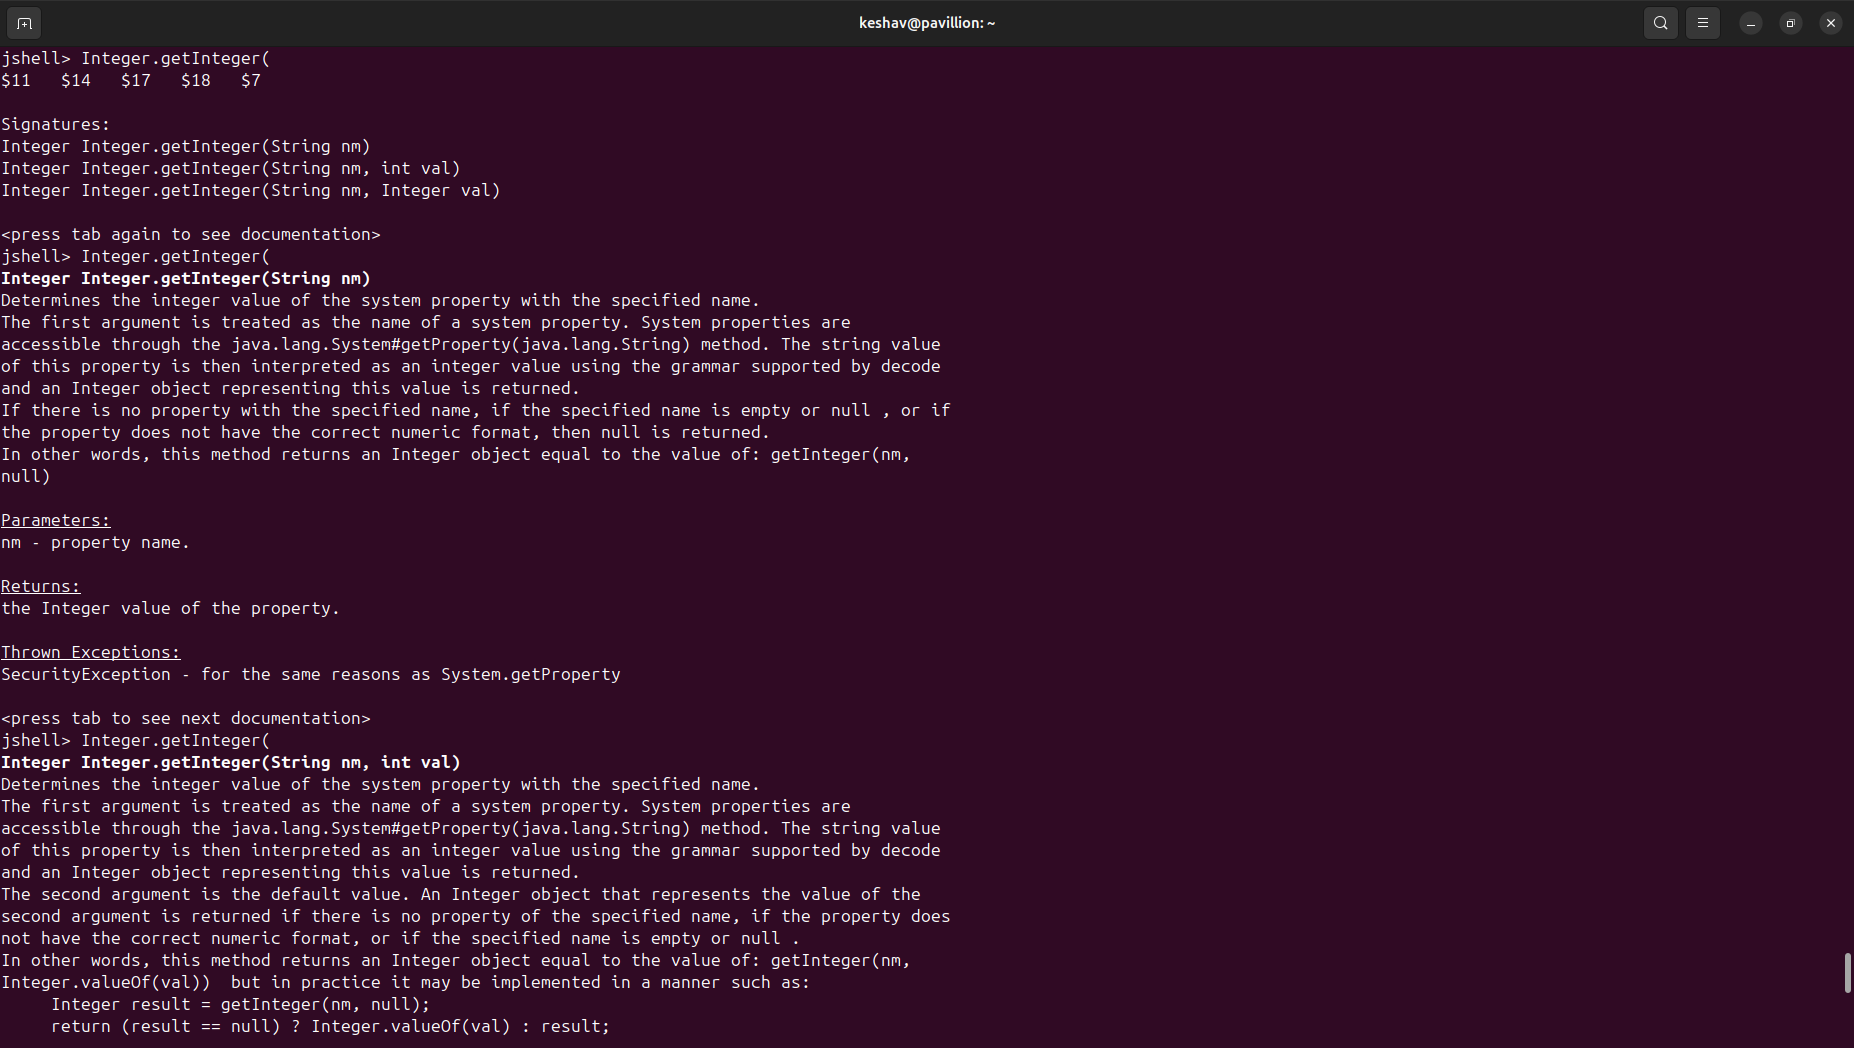 keshav@pavillion: ~
jshell> Integer.getInteger(
$11   $14   $17   $18   $7
Signatures:
Integer Integer.getInteger(String nm)
Integer Integer.getInteger(String nm, int val)
Integer Integer.getInteger(String nm, Integer val)
<press tab again to see documentation>
jshell> Integer.getInteger(
Integer Integer.getInteger(String nm)
Determines the integer value of the system property with the specified name.
The first argument is treated as the name of a system property. System properties are
accessible through the java.lang.System#getProperty(java.lang.String) method. The string value
of this property is then interpreted as an integer value using the grammar supported by decode
and an Integer object representing this value is returned.
If there is no property with the specified name, if the specified name is empty or null , or if
the property does not have the correct numeric format, then null is returned.
In other words, this method returns an Integer object equal to the value of: getInteger(nm,
null)
Parameters:
nm - property name.
Returns:
the Integer value of the property.
Thrown Exceptions:
SecurityException - for the same reasons as System.getProperty
<press tab to see next documentation>
jshell> Integer.getInteger(
Integer Integer.getInteger(String nm, int val)
Determines the integer value of the system property with the specified name.
The first argument is treated as the name of a system property. System properties are
accessible through the java.lang.System#getProperty(java.lang.String) method. The string value
of this property is then interpreted as an integer value using the grammar supported by decode
and an Integer object representing this value is returned.
The second argument is the default value. An Integer object that represents the value of the
second argument is returned if there is no property of the specified name, if the property does
not have the correct numeric format, or if the specified name is empty or null .
In other words, this method returns an Integer object equal to the value of: getInteger(nm,
Integer.valueOf(val))  but in practice it may be implemented in a manner such as:
     Integer result = getInteger(nm, null);
     return (result == null) ? Integer.valueOf(val) : result;